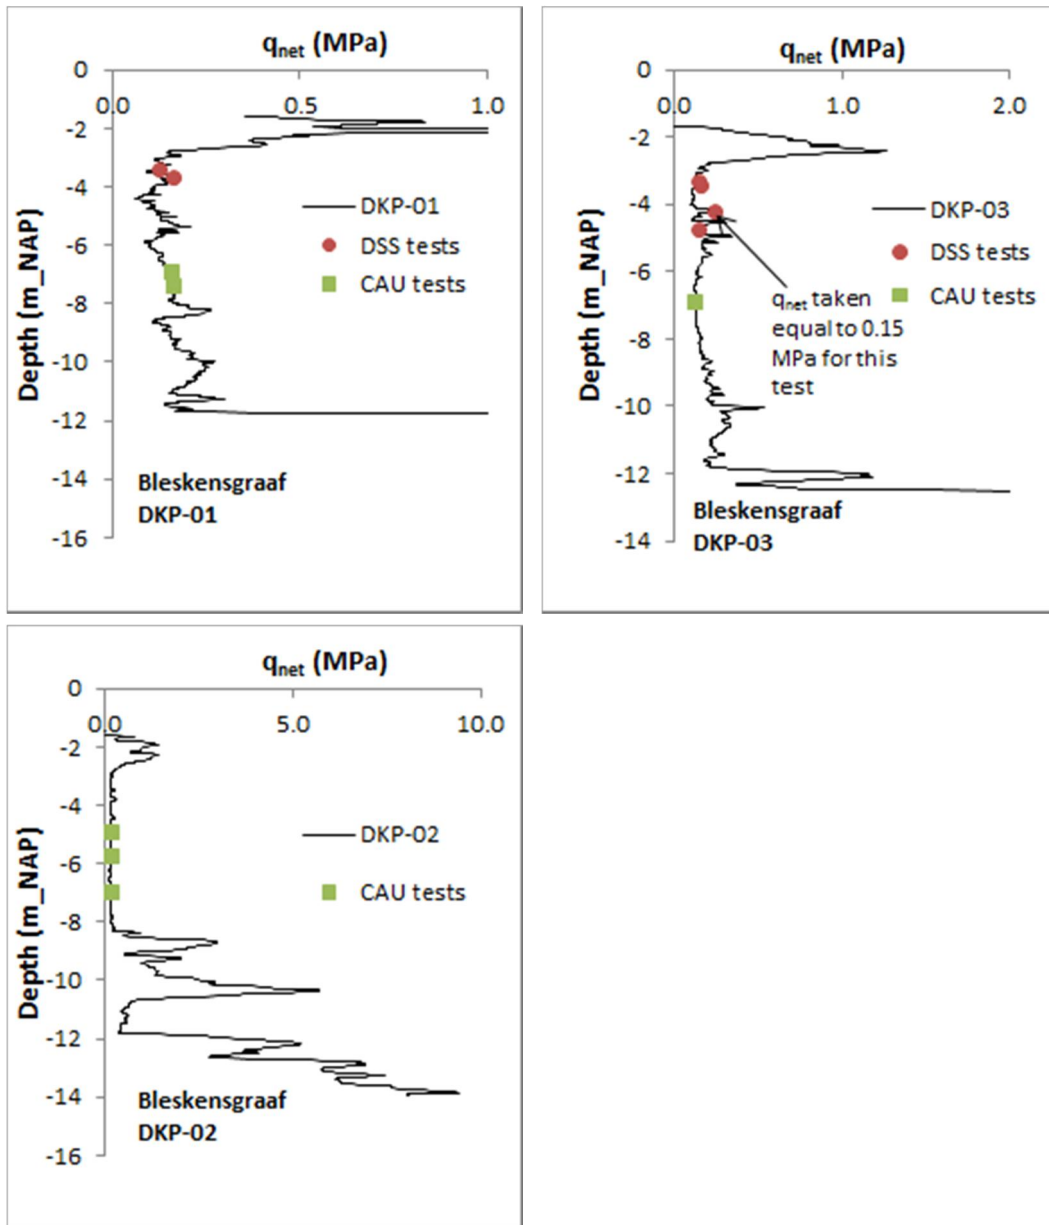 q_net (MPa)
0.0 0.5 1.0
0
-2
-4
-6
-8
-10
-12
-14
-16
Depth (m_NAP)
DKP-01
DSS tests
CAU tests
Bleskensgraaf
DKP-01
q_net (MPa)
0.0 1.0 2.0
0
-2
-4
-6
-8
-10
-12
-14
Depth (m_NAP)
DKP-03
DSS tests
CAU tests
q_net taken
equal to 0.15
MPa for this
test
Bleskensgraaf
DKP-03
q_net (MPa)
0.0 5.0 10.0
0
-2
-4
-6
-8
-10
-12
-14
-16
Depth (m_NAP)
DKP-02
CAU tests
Bleskensgraaf
DKP-02